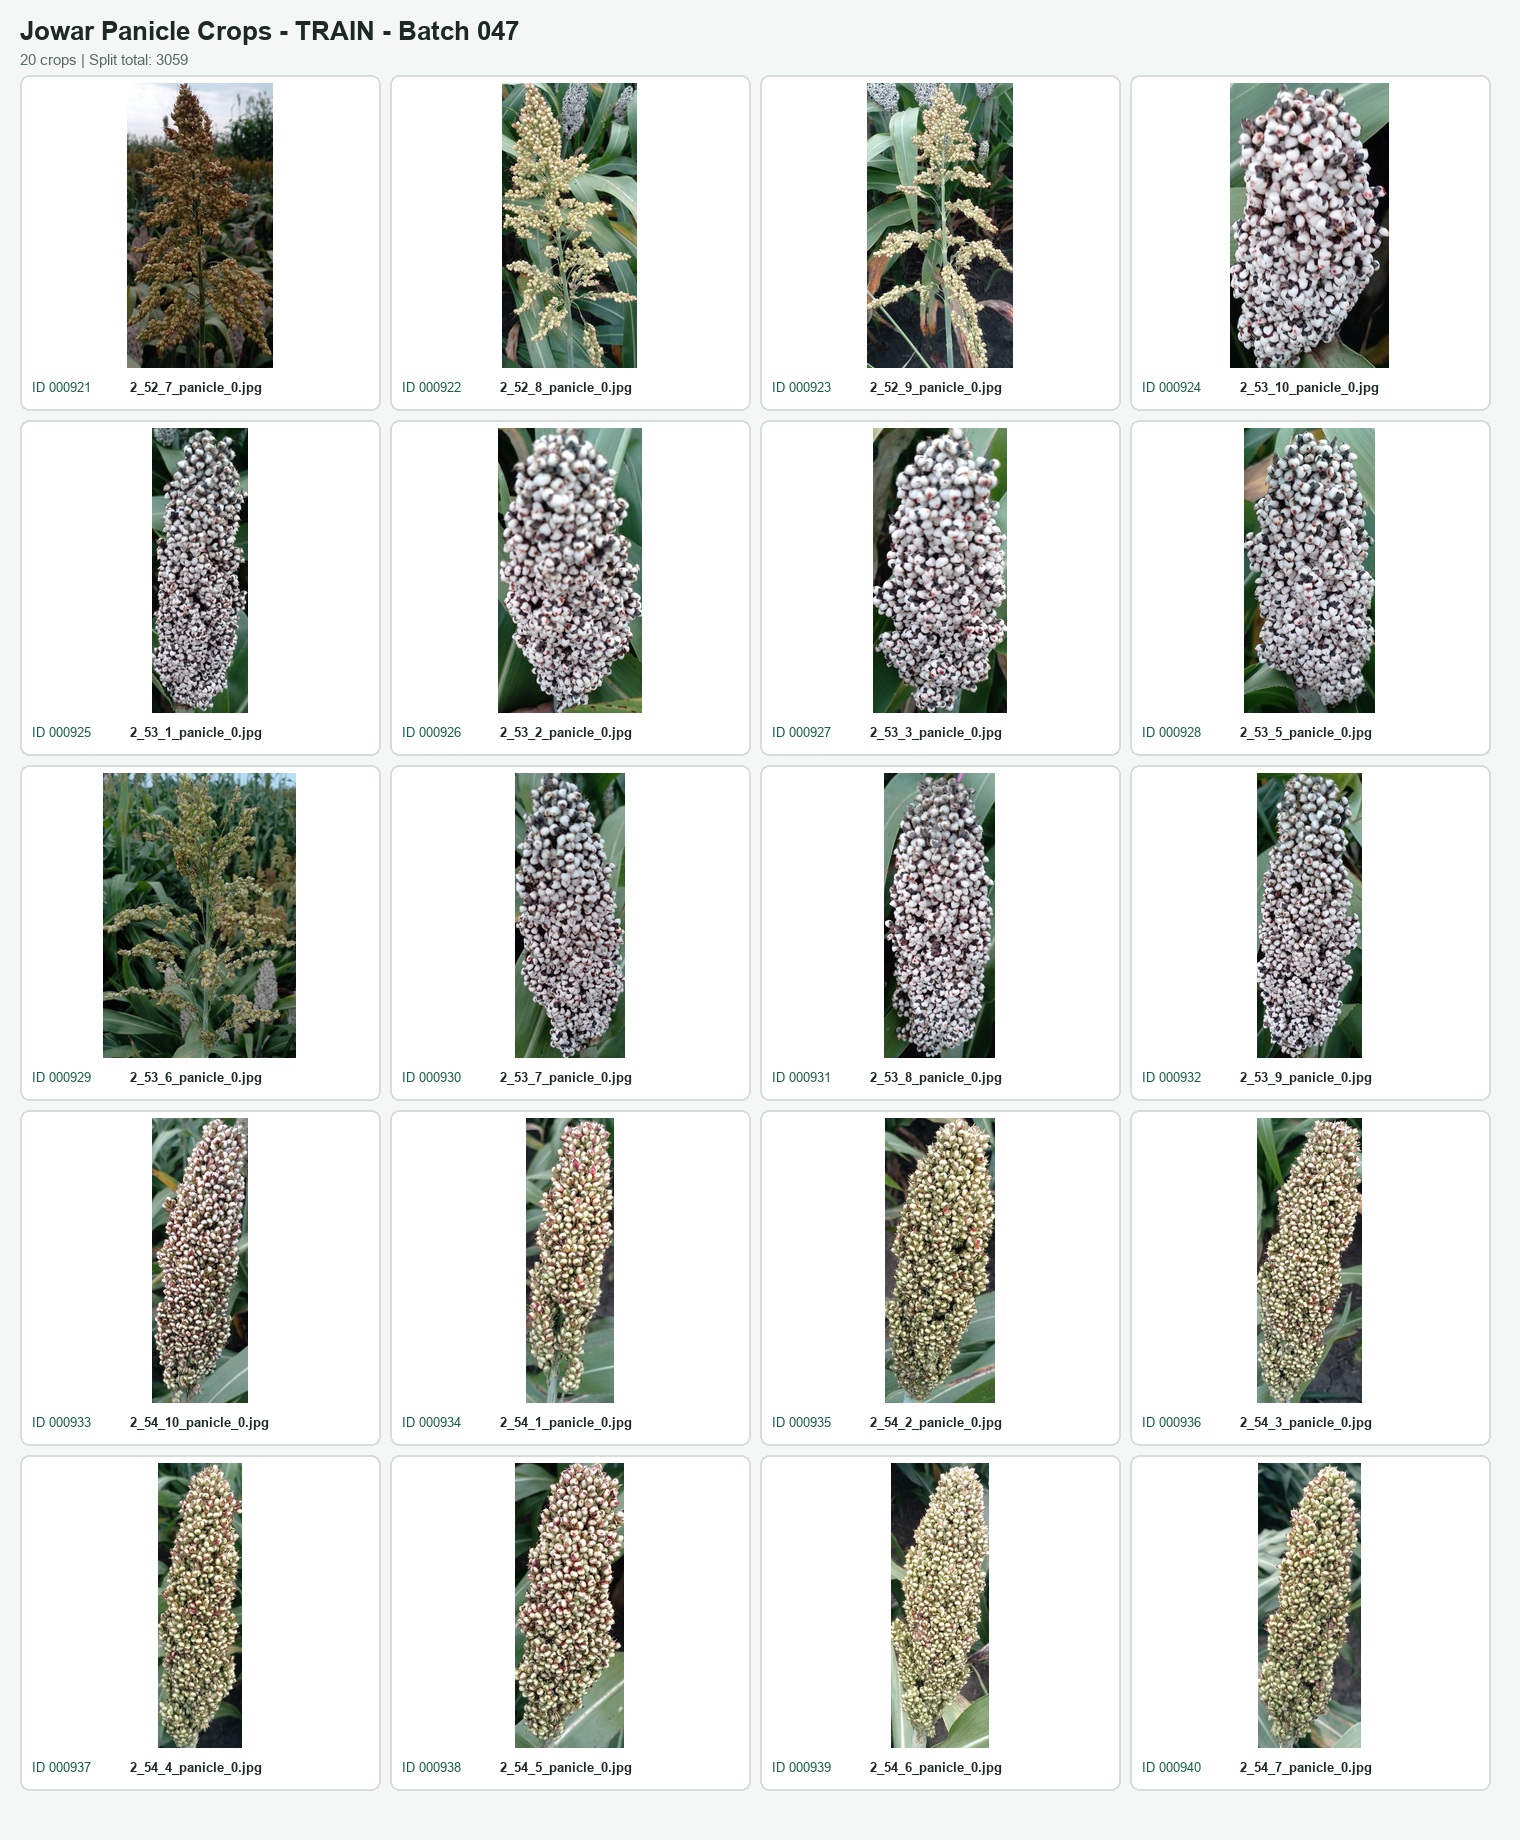 Jowar Panicle Crops - TRAIN - Batch 047
20 crops | Split total: 3059
ID 000921 2_52_7_panicle_0.jpg
ID 000922 2_52_8_panicle_0.jpg
ID 000923 2_52_9_panicle_0.jpg
ID 000924 2_53_10_panicle_0.jpg
ID 000925 2_53_1_panicle_0.jpg
ID 000926 2_53_2_panicle_0.jpg
ID 000927 2_53_3_panicle_0.jpg
ID 000928 2_53_5_panicle_0.jpg
ID 000929 2_53_6_panicle_0.jpg
ID 000930 2_53_7_panicle_0.jpg
ID 000931 2_53_8_panicle_0.jpg
ID 000932 2_53_9_panicle_0.jpg
ID 000933 2_54_10_panicle_0.jpg
ID 000934 2_54_1_panicle_0.jpg
ID 000935 2_54_2_panicle_0.jpg
ID 000936 2_54_3_panicle_0.jpg
ID 000937 2_54_4_panicle_0.jpg
ID 000938 2_54_5_panicle_0.jpg
ID 000939 2_54_6_panicle_0.jpg
ID 000940 2_54_7_panicle_0.jpg